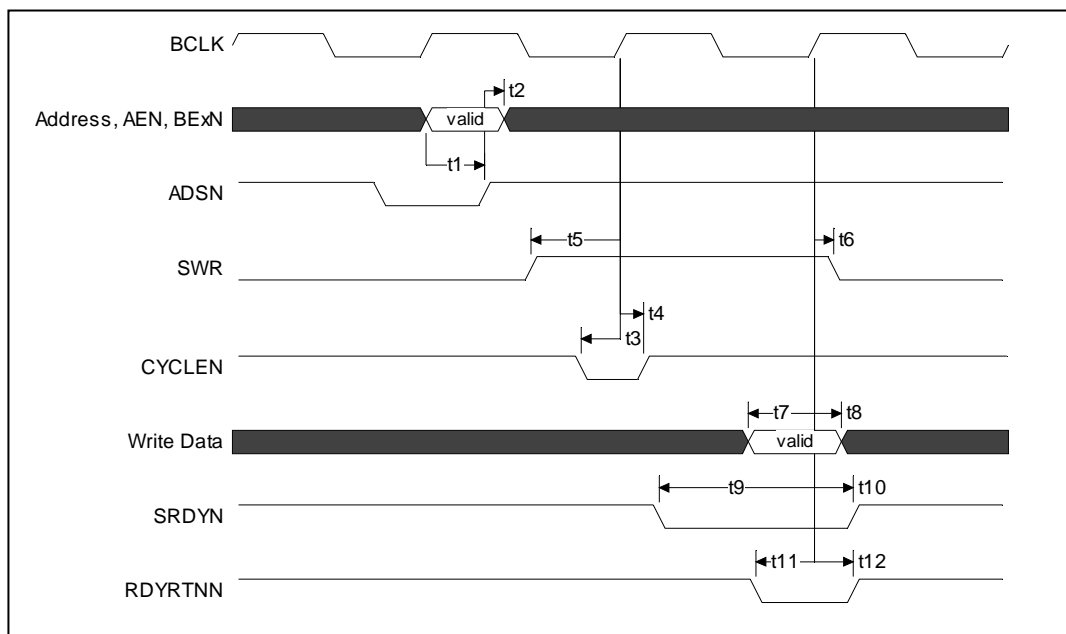 BCLK
t2
Address, AEN, BExN
valid
t1
ADSN
t5
t6
SWR
t4
t3
CYCLEN
t7
t8
Write Data
valid
t9
t10
SRDYN
t11
t12
RDYRTNN